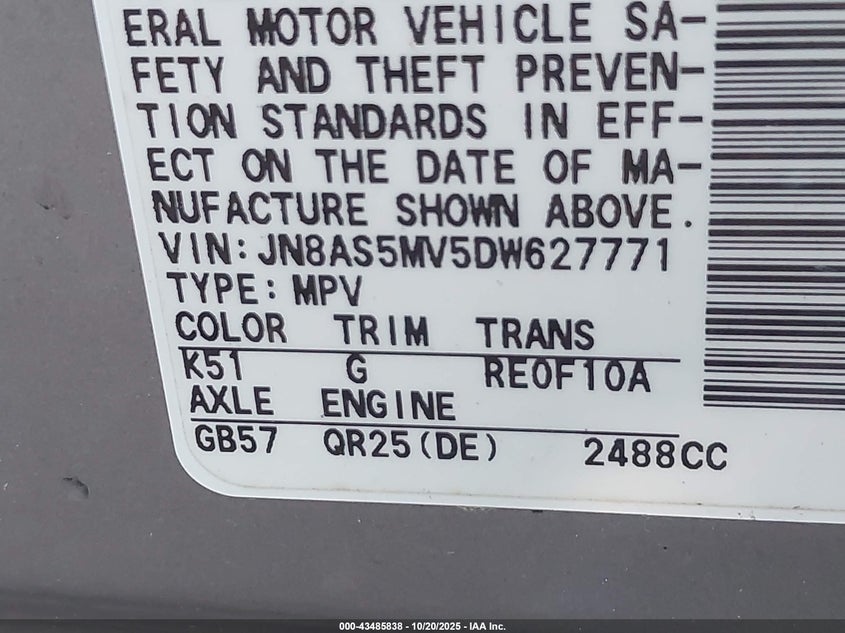 ERAL MOTOR VEHICLE SA-
FETY AND THEFT PREVEN-
TION STANDARDS IN EFF-
ECT ON THE DATE OF MA-
NUFACTURE SHOWN ABOVE.
VIN: JN8AS5MV5DW627771
TYPE: MPV
COLOR TRIM TRANS
K51 G RE0F10A
AXLE ENGINE
GB57 QR25(DE) 2488CC
000-43485838 - 10/20/2025 - IAA Inc.